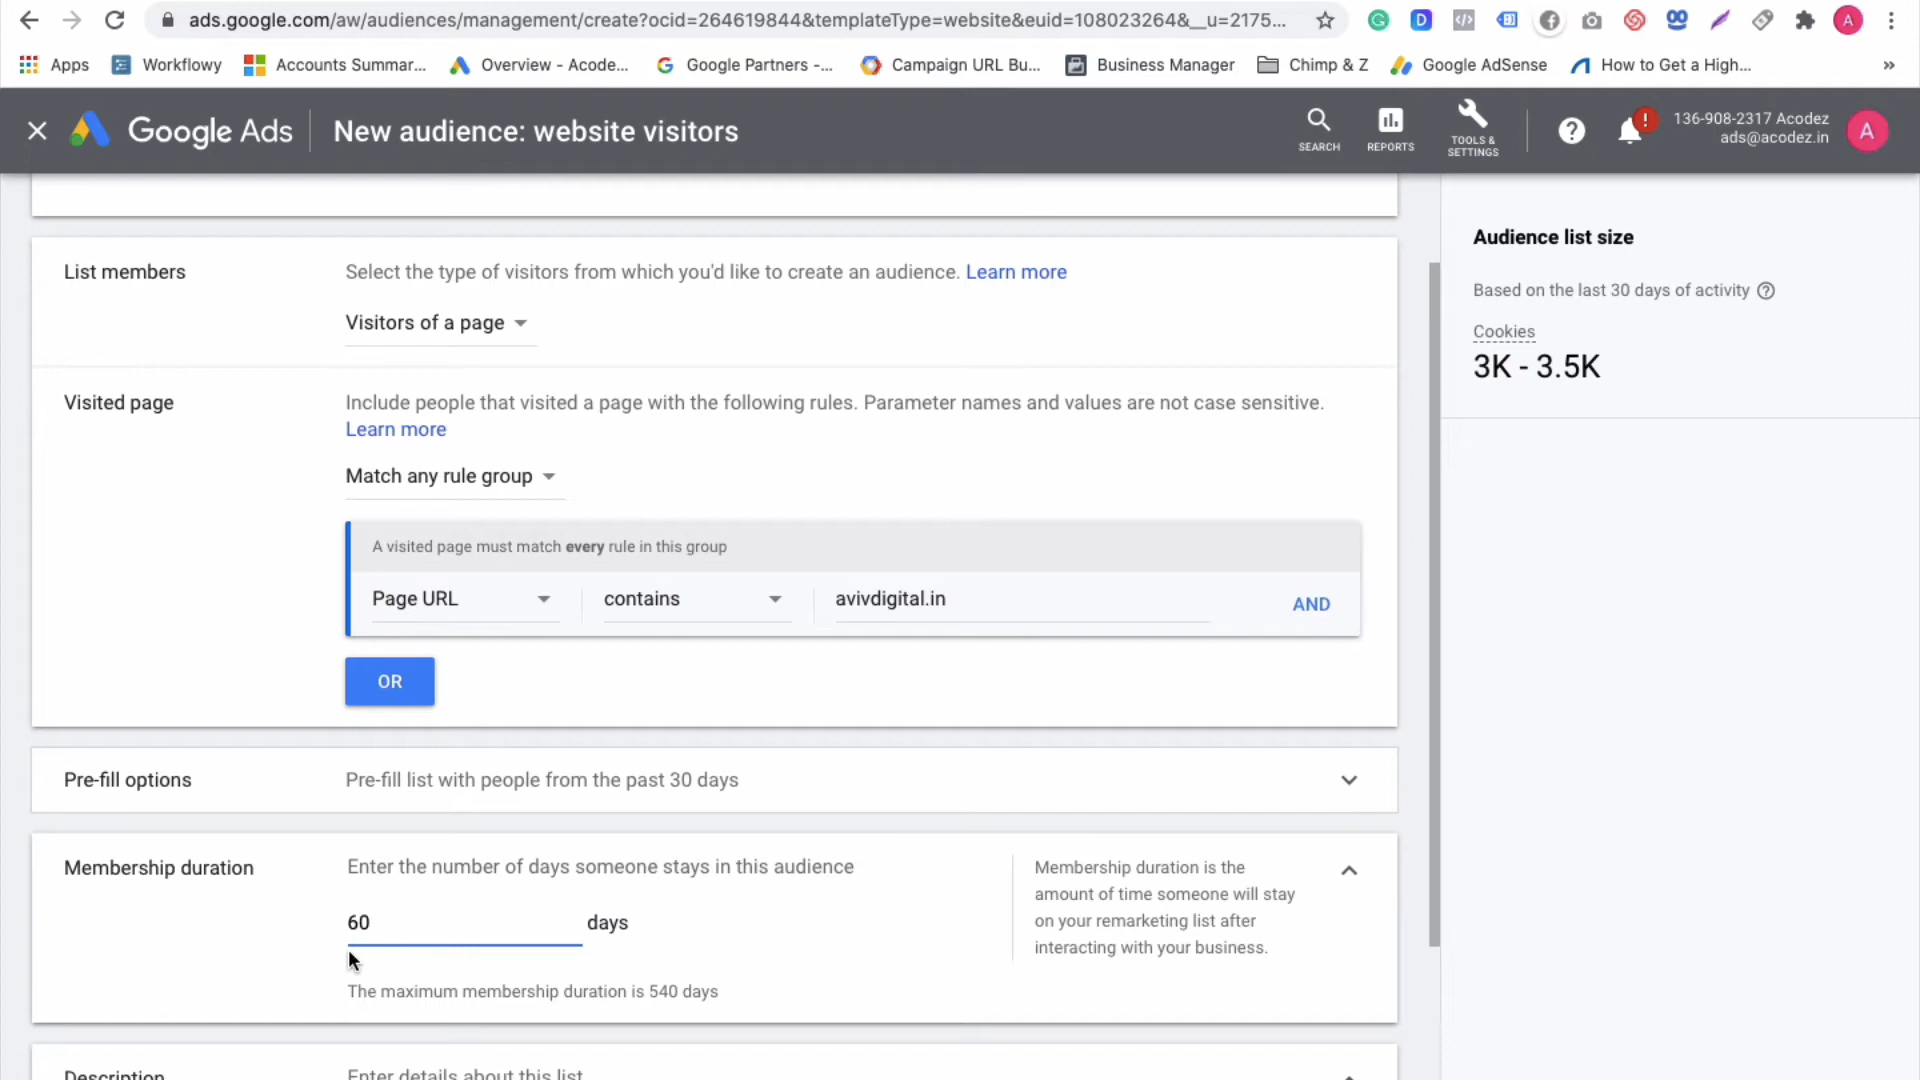 ads.google.com/aw/audiences/management/create?ocid=264619844&templateType=website&euid=108023264&__u=2175...
Apps Workflowy Accounts Summar... Overview - Acode... Google Partners -... Campaign URL Bu... Business Manager Chimp & Z Google AdSense How to Get a High... »
Google Ads New audience: website visitors
SEARCH REPORTS TOOLS & SETTINGS
136-908-2317 Acodez
ads@acodez.in
A
Audience list size
Based on the last 30 days of activity
Cookies
3K - 3.5K
List members Select the type of visitors from which you'd like to create an audience. Learn more
Visitors of a page
Visited page Include people that visited a page with the following rules. Parameter names and values are not case sensitive.
Learn more
Match any rule group
A visited page must match every rule in this group
Page URL contains avivdigital.in AND
OR
Pre-fill options Pre-fill list with people from the past 30 days
Membership duration Enter the number of days someone stays in this audience
60 days
The maximum membership duration is 540 days
Membership duration is the
amount of time someone will stay
on your remarketing list after
interacting with your business.
Description Enter details about this list